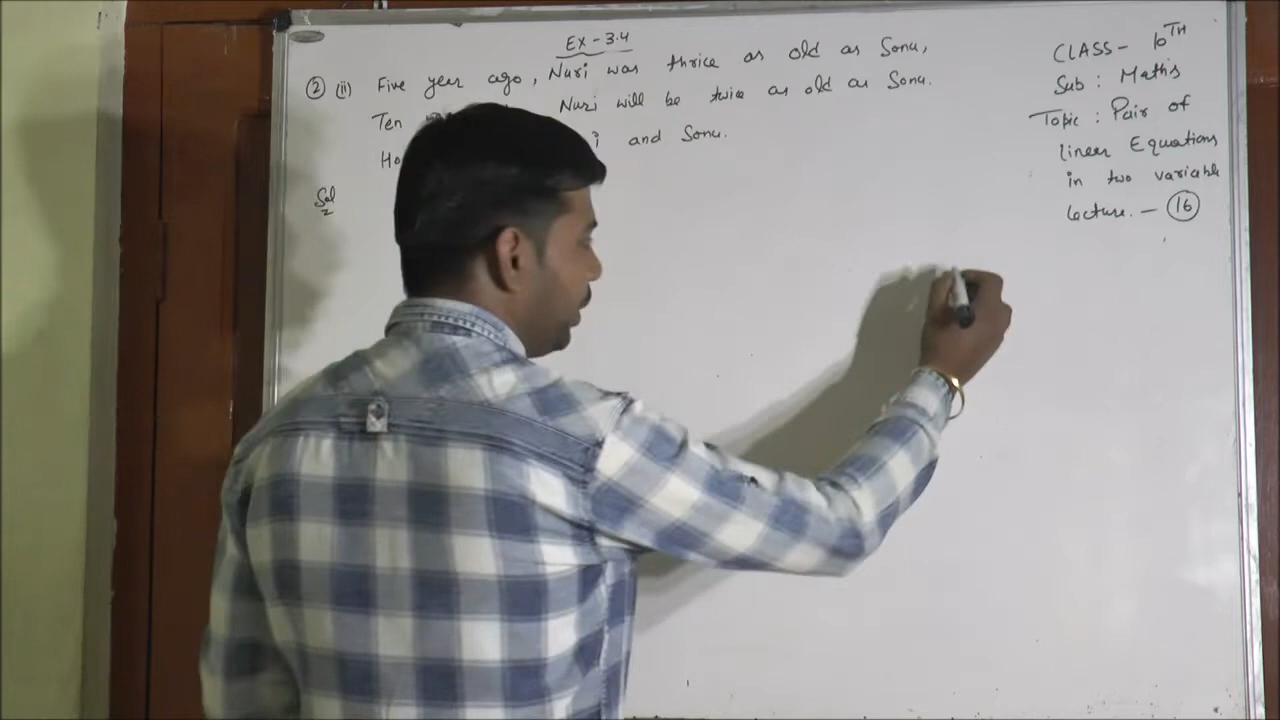 Ex - 3.4
② (ii) Five year ago, Nuri was thrice as old as Sonu,
Ten Nuri will be twice as old as Sonu.
Ho i and Sonu.
Sol
CLASS - 10TH
Sub : Maths
Topic : Pair of
linear Equations
in two variable
Lecture. - ⑯